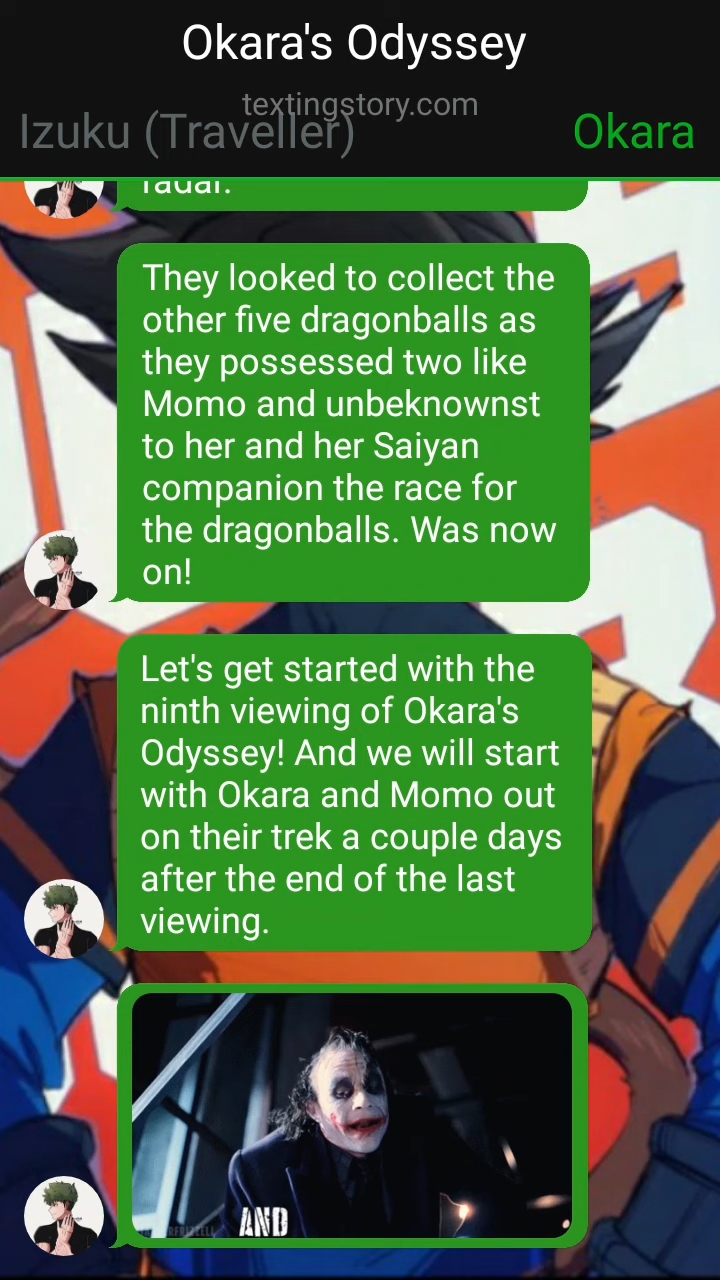 Okara's Odyssey
textingstory.com
Izuku (Traveller)
Okara
radar.
They looked to collect the
other five dragonballs as
they possessed two like
Momo and unbeknownst
to her and her Saiyan
companion the race for
the dragonballs. Was now
on!
Let's get started with the
ninth viewing of Okara's
Odyssey! And we will start
with Okara and Momo out
on their trek a couple days
after the end of the last
viewing.
AND